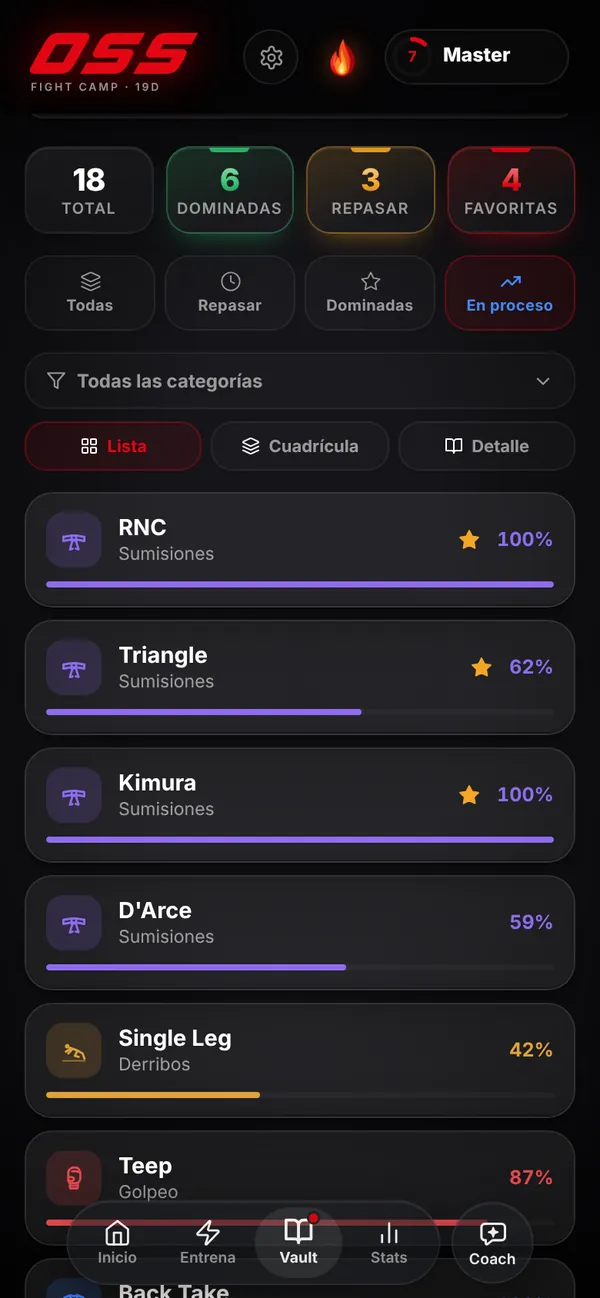 OSS
FIGHT CAMP · 19D
7
Master
18
TOTAL
6
DOMINADAS
3
REPASAR
4
FAVORITAS
Todas
Repasar
Dominadas
En proceso
Todas las categorías
Lista
Cuadrícula
Detalle
RNC
Sumisiones
100%
Triangle
Sumisiones
62%
Kimura
Sumisiones
100%
D'Arce
Sumisiones
59%
Single Leg
Derribos
42%
Teep
Golpeo
87%
Inicio
Entrena
Vault
Stats
Coach
Back Take